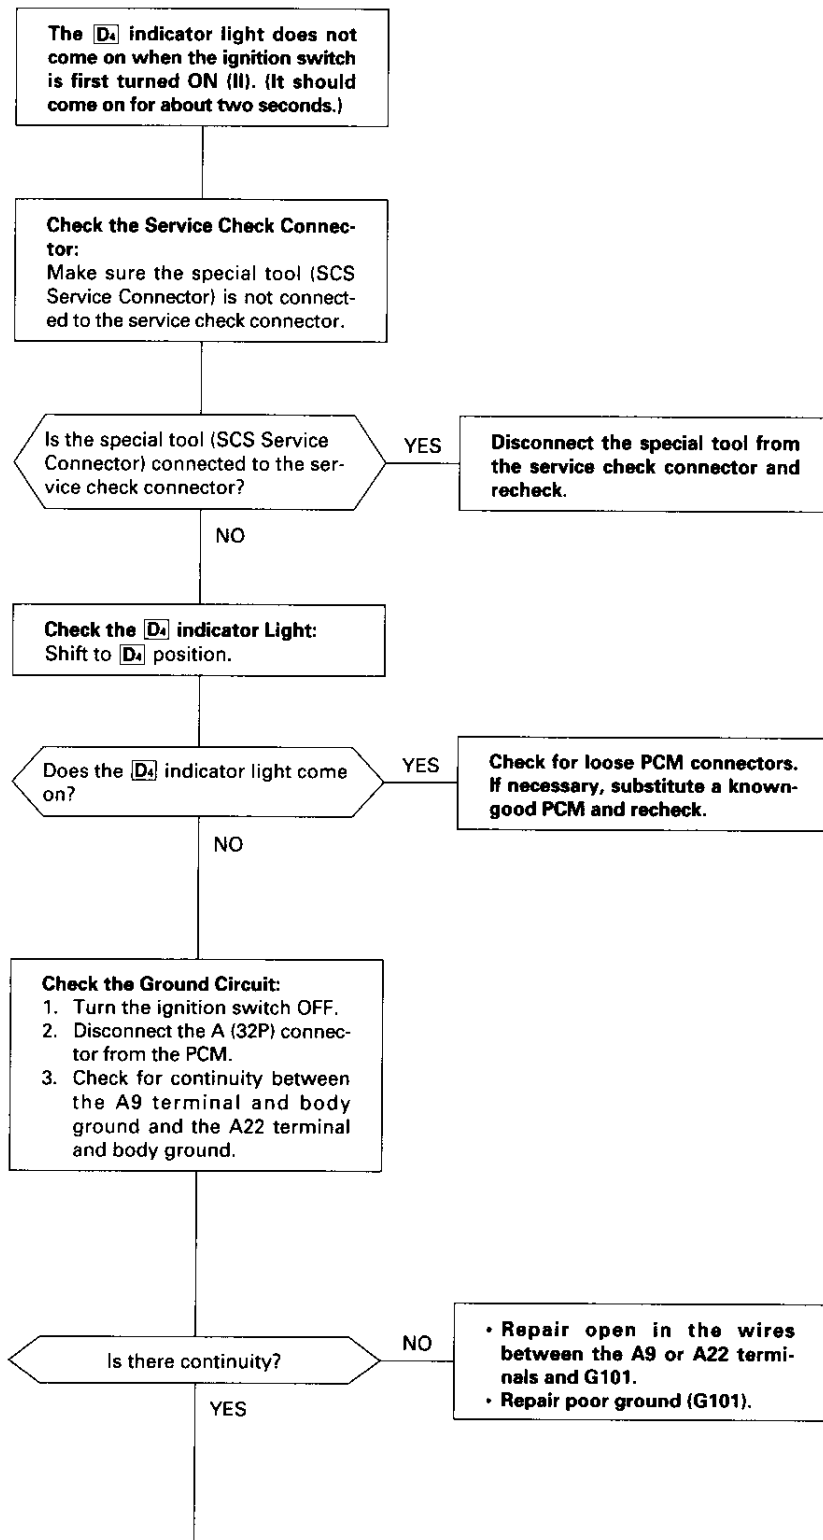 The D4 indicator light does not
come on when the ignition switch
is first turned ON (II). (It should
come on for about two seconds.)
Check the Service Check Connec-
tor:
Make sure the special tool (SCS
Service Connector) is not connect-
ed to the service check connector.
Is the special tool (SCS Service
Connector) connected to the ser-
vice check connector?
YES
Disconnect the special tool from
the service check connector and
recheck.
NO
Check the D4 indicator Light:
Shift to D4 position.
Does the D4 indicator light come
on?
YES
Check for loose PCM connectors.
If necessary, substitute a known-
good PCM and recheck.
NO
Check the Ground Circuit:
1. Turn the ignition switch OFF.
2. Disconnect the A (32P) connec-
tor from the PCM.
3. Check for continuity between
the A9 terminal and body
ground and the A22 terminal
and body ground.
Is there continuity?
NO
• Repair open in the wires
between the A9 or A22 termi-
nals and G101.
• Repair poor ground (G101).
YES